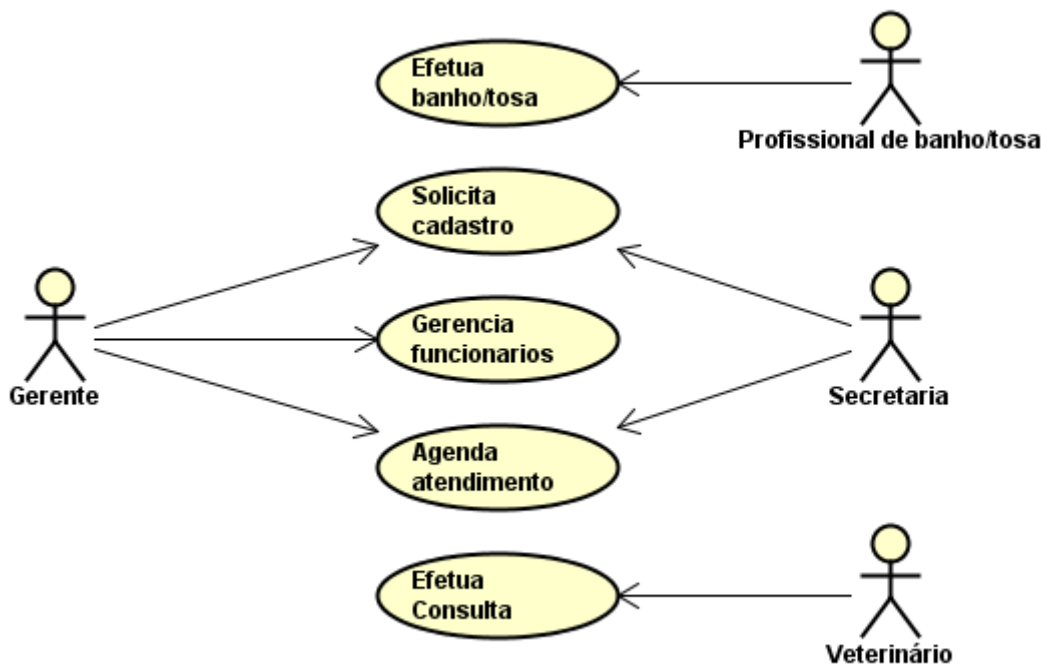 Efetua
banho/tosa
Profissional de banho/tosa
Solicita
cadastro
Gerencia
funcionarios
Gerente
Secretaria
Agenda
atendimento
Efetua
Consulta
Veterinário